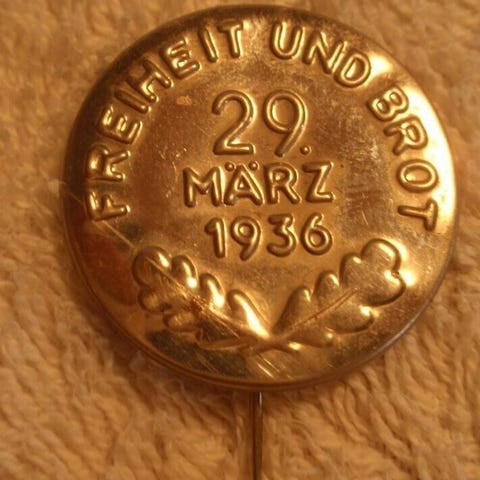 FREIHEIT UND BROT
29.
MÄRZ
1936